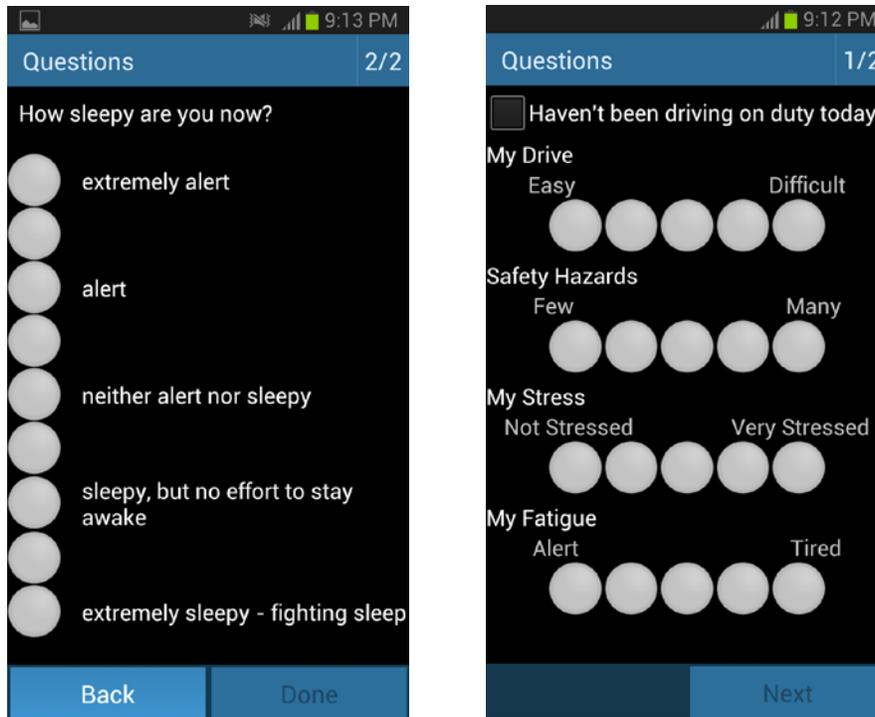 9:13 PM
Questions 2/2
How sleepy are you now?
extremely alert
alert
neither alert nor sleepy
sleepy, but no effort to stay
awake
extremely sleepy - fighting sleep
Back Done
9:12 PM
Questions 1/2
Haven't been driving on duty today
My Drive
Easy Difficult
Safety Hazards
Few Many
My Stress
Not Stressed Very Stressed
My Fatigue
Alert Tired
Next